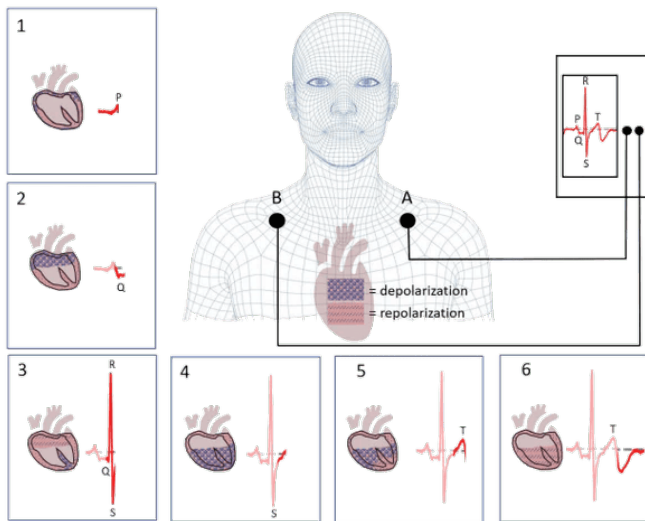 1
P
2
Q
3
R
Q
S
4
S
5
T
6
T
B
A
= depolarization
= repolarization
R
P
T
Q
S